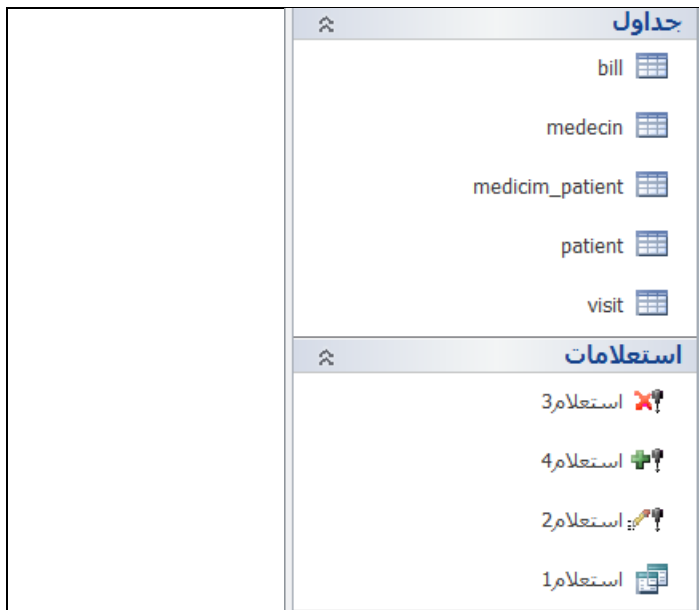 جداول
bill
medecin
medicim_patient
patient
visit
استعلامات
استعلام3
استعلام4
استعلام2
استعلام1